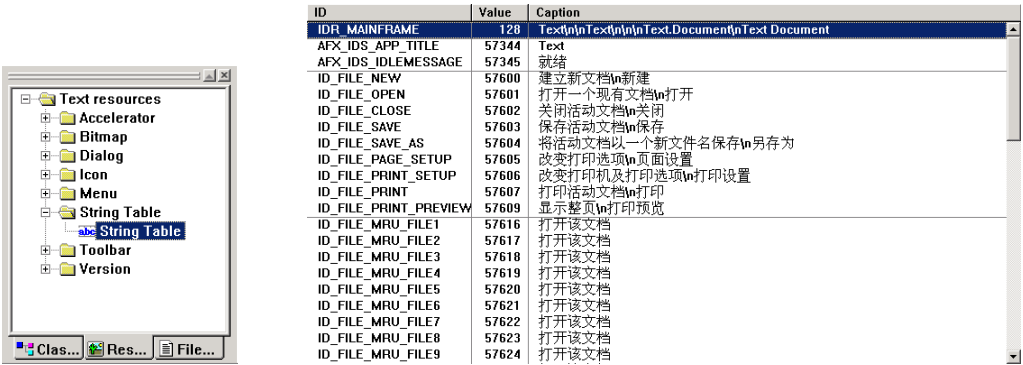 Text resources
Accelerator
Bitmap
Dialog
Icon
Menu
String Table
abc String Table
Toolbar
Version
Clas... Res... File...
ID Value Caption
IDR_MAINFRAME 128 Text\n\nText\n\n\nText.Document\nText Document
AFX_IDS_APP_TITLE 57344 Text
AFX_IDS_IDLEMESSAGE 57345 就绪
ID_FILE_NEW 57600 建立新文档\n新建
ID_FILE_OPEN 57601 打开一个现有文档\n打开
ID_FILE_CLOSE 57602 关闭活动文档\n关闭
ID_FILE_SAVE 57603 保存活动文档\n保存
ID_FILE_SAVE_AS 57604 将活动文档以一个新文件名保存\n另存为
ID_FILE_PAGE_SETUP 57605 改变打印选项\n页面设置
ID_FILE_PRINT_SETUP 57606 改变打印机及打印选项\n打印设置
ID_FILE_PRINT 57607 打印活动文档\n打印
ID_FILE_PRINT_PREVIEW 57609 显示整页\n打印预览
ID_FILE_MRU_FILE1 57616 打开该文档
ID_FILE_MRU_FILE2 57617 打开该文档
ID_FILE_MRU_FILE3 57618 打开该文档
ID_FILE_MRU_FILE4 57619 打开该文档
ID_FILE_MRU_FILE5 57620 打开该文档
ID_FILE_MRU_FILE6 57621 打开该文档
ID_FILE_MRU_FILE7 57622 打开该文档
ID_FILE_MRU_FILE8 57623 打开该文档
ID_FILE_MRU_FILE9 57624 打开该文档